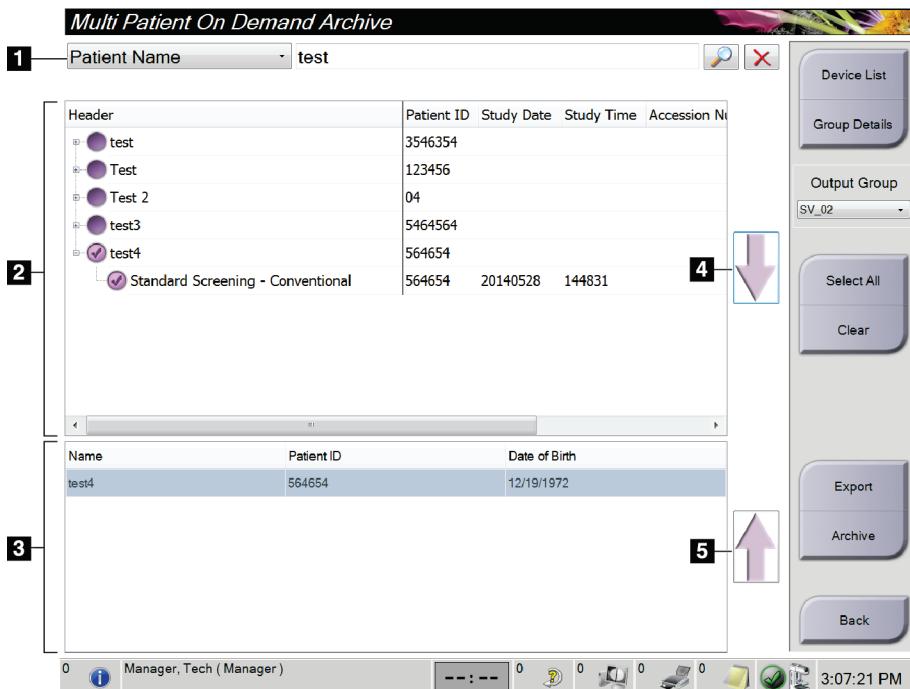 Multi Patient On Demand Archive
1 Patient Name test
Device List
Group Details
Output Group
SV_02
Header Patient ID Study Date Study Time Accession Nu
test 3546354
Test 123456
Test 2 04
test3 5464564
test4 564654
Standard Screening - Conventional 564654 20140528 144831
2
4
Select All
Clear
Name Patient ID Date of Birth
test4 564654 12/19/1972
3
5
Export
Archive
Back
0 Manager, Tech ( Manager ) --:-- 0 0 0 0 3:07:21 PM